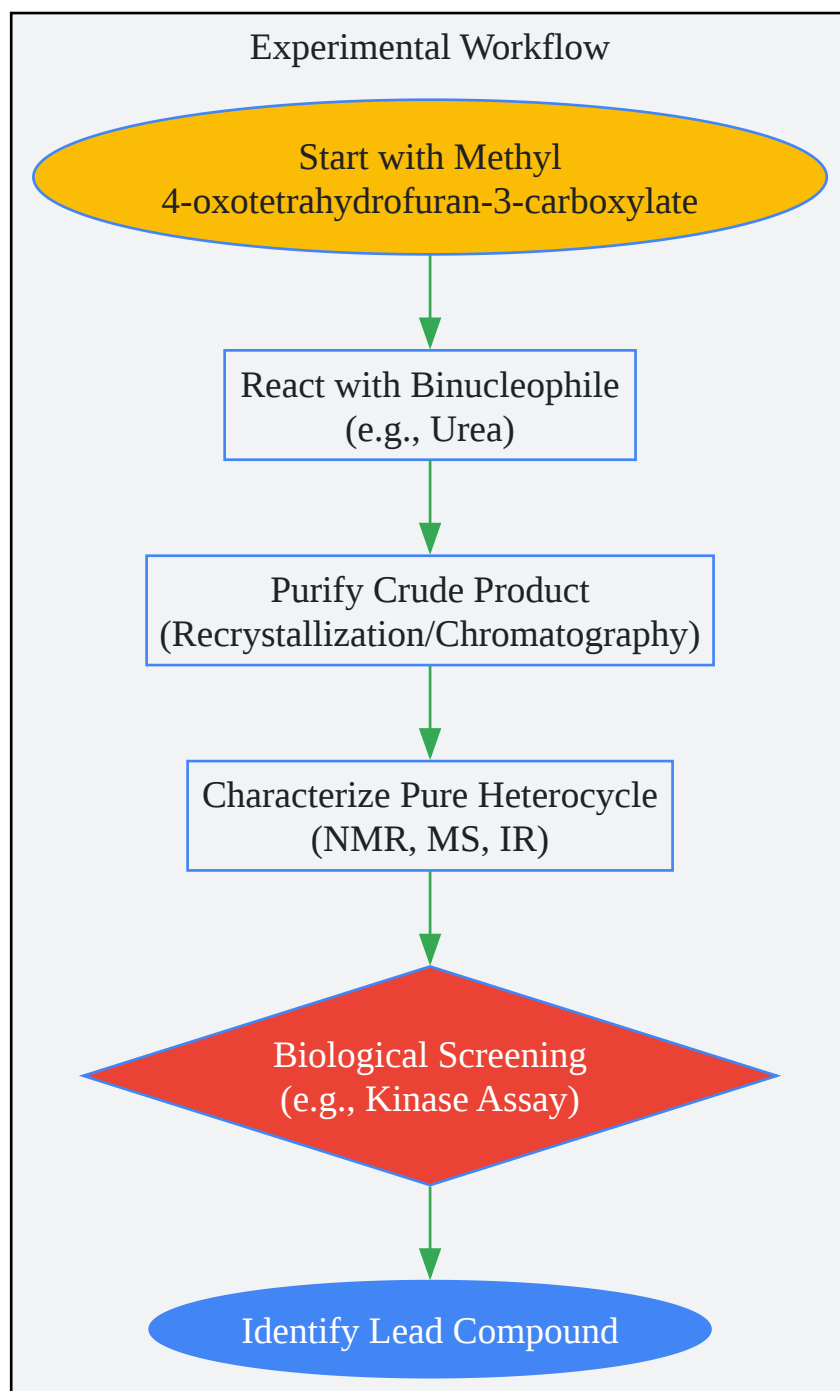 Experimental Workflow
Start with Methyl
4-oxotetrahydrofuran-3-carboxylate
React with Binucleophile
(e.g., Urea)
Purify Crude Product
(Recrystallization/Chromatography)
Characterize Pure Heterocycle
(NMR, MS, IR)
Biological Screening
(e.g., Kinase Assay)
Identify Lead Compound